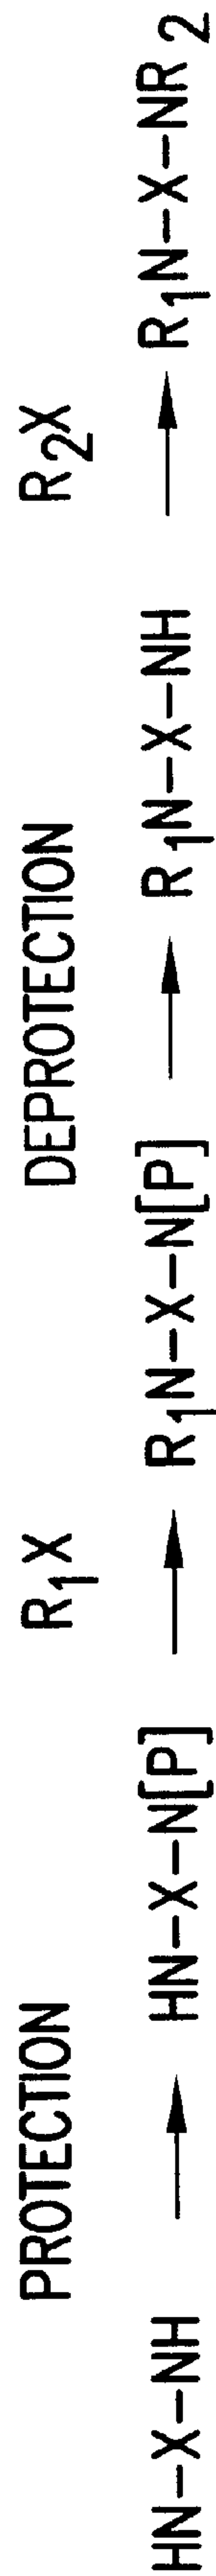 PROTECTION R₁X DEPROTECTION R₂X
HN-X-NH → HN-X-N[P] → R₁N-X-N[P] → R₁N-X-NH → R₁N-X-NR₂